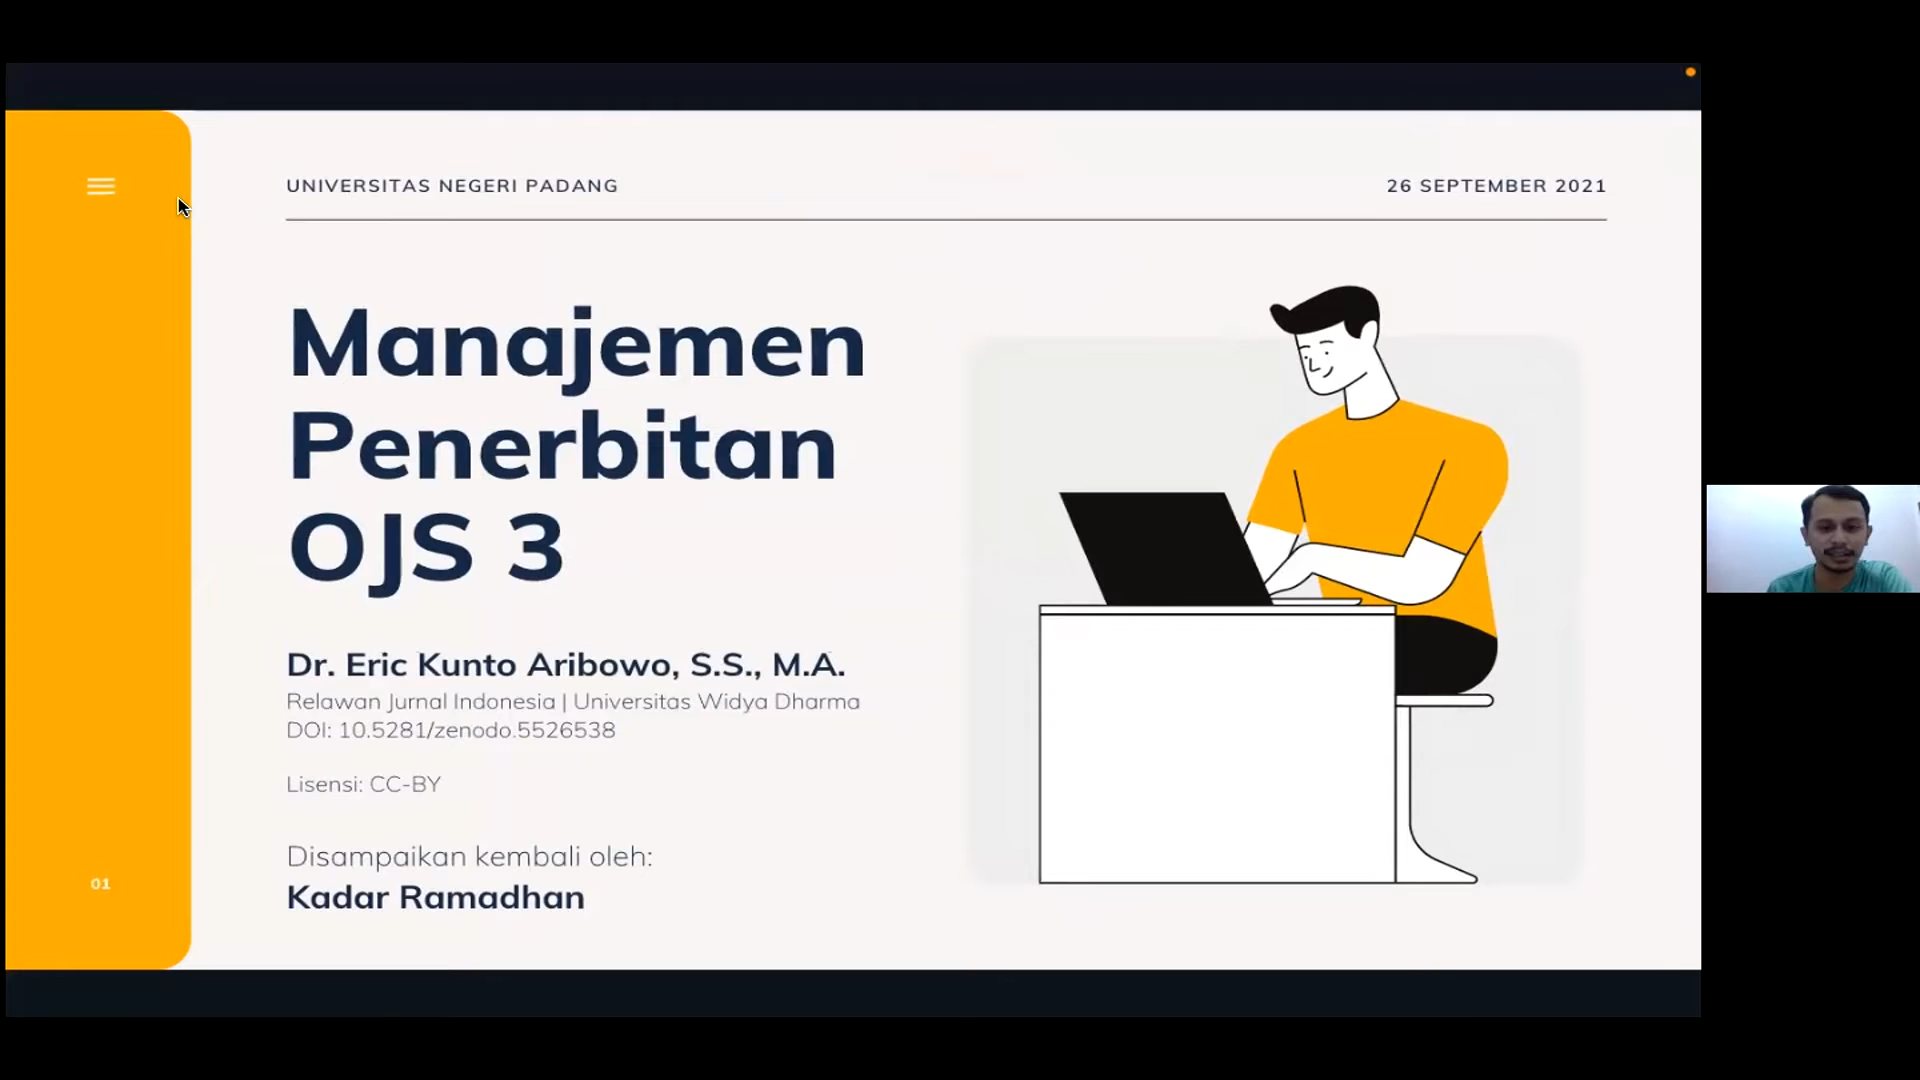 UNIVERSITAS NEGERI PADANG
26 SEPTEMBER 2021
Manajemen
Penerbitan
OJS 3
Dr. Eric Kunto Aribowo, S.S., M.A.
Relawan Jurnal Indonesia | Universitas Widya Dharma
DOI: 10.5281/zenodo.5526538
Lisensi: CC-BY
Disampaikan kembali oleh:
Kadar Ramadhan
01